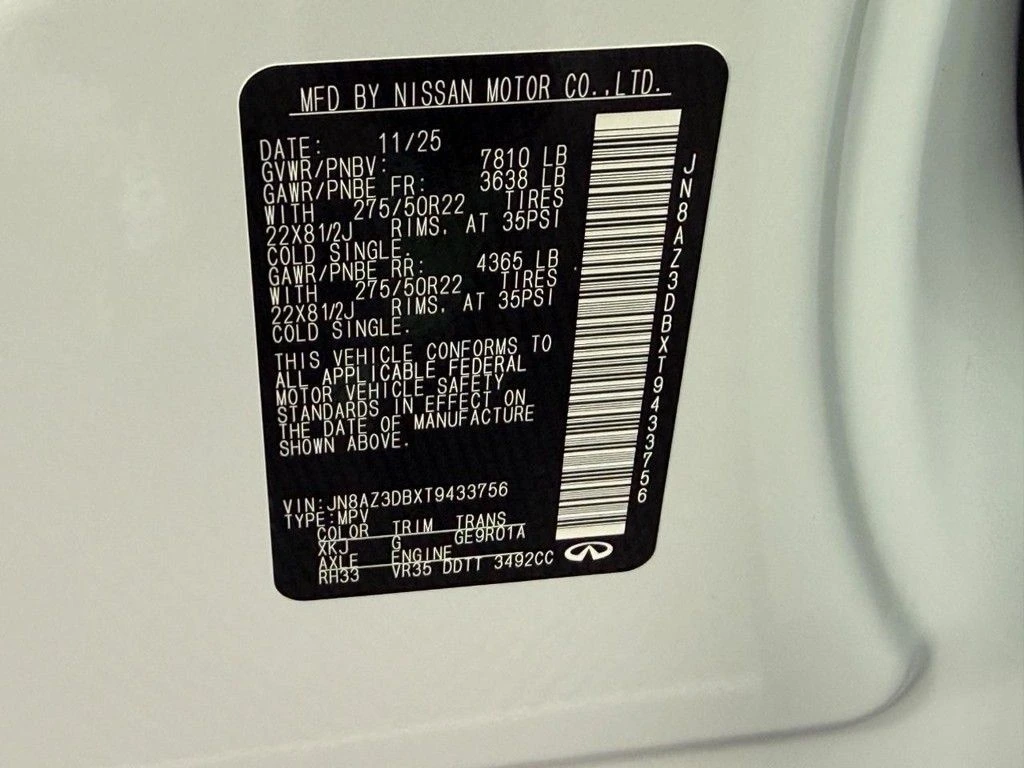 MFD BY NISSAN MOTOR CO.,LTD.
DATE: 11/25
GVWR/PNBV: 7810 LB
GAWR/PNBE FR: 3638 LB
WITH 275/50R22 TIRES
22X81/2J RIMS, AT 35PSI
COLD SINGLE.
GAWR/PNBE RR: 4365 LB
WITH 275/50R22 TIRES
22X81/2J RIMS, AT 35PSI
COLD SINGLE.
THIS VEHICLE CONFORMS TO
ALL APPLICABLE FEDERAL
MOTOR VEHICLE SAFETY
STANDARDS IN EFFECT ON
THE DATE OF MANUFACTURE
SHOWN ABOVE.
VIN:JN8AZ3DBXT9433756
TYPE:MPV
COLOR TRIM TRANS
XKJ G GE9R01A
AXLE ENGINE
RH33 VR35 DDTT 3492CC
JN8AZ3DBXT9433756